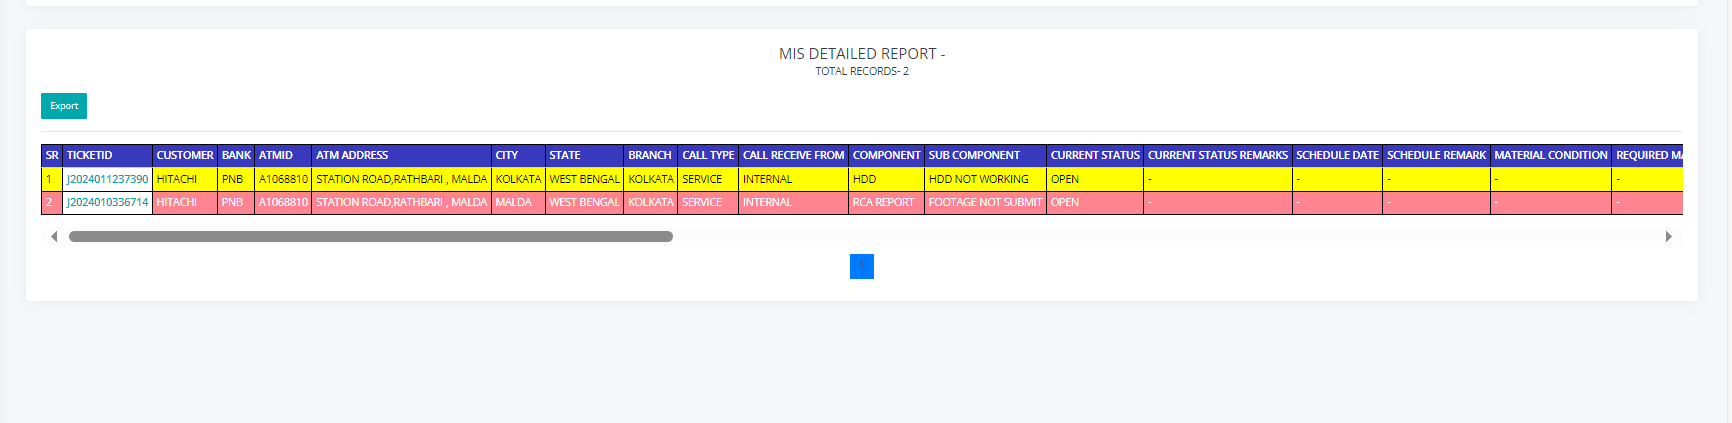 MIS DETAILED REPORT -
TOTAL RECORDS- 2
Export
SR TICKETID CUSTOMER BANK ATMID ATM ADDRESS CITY STATE BRANCH CALL TYPE CALL RECEIVE FROM COMPONENT SUB COMPONENT CURRENT STATUS CURRENT STATUS REMARKS SCHEDULE DATE SCHEDULE REMARK MATERIAL CONDITION REQUIRED
1 J2024011237390 HITACHI PNB A1068810 STATION ROAD,RATHBARI , MALDA KOLKATA WEST BENGAL KOLKATA SERVICE INTERNAL HDD HDD NOT WORKING OPEN - - - - -
2 J2024010336714 HITACHI PNB A1068810 STATION ROAD,RATHBARI , MALDA MALDA WEST BENGAL KOLKATA SERVICE INTERNAL RCA REPORT FOOTAGE NOT SUBMIT OPEN - - - - -
1